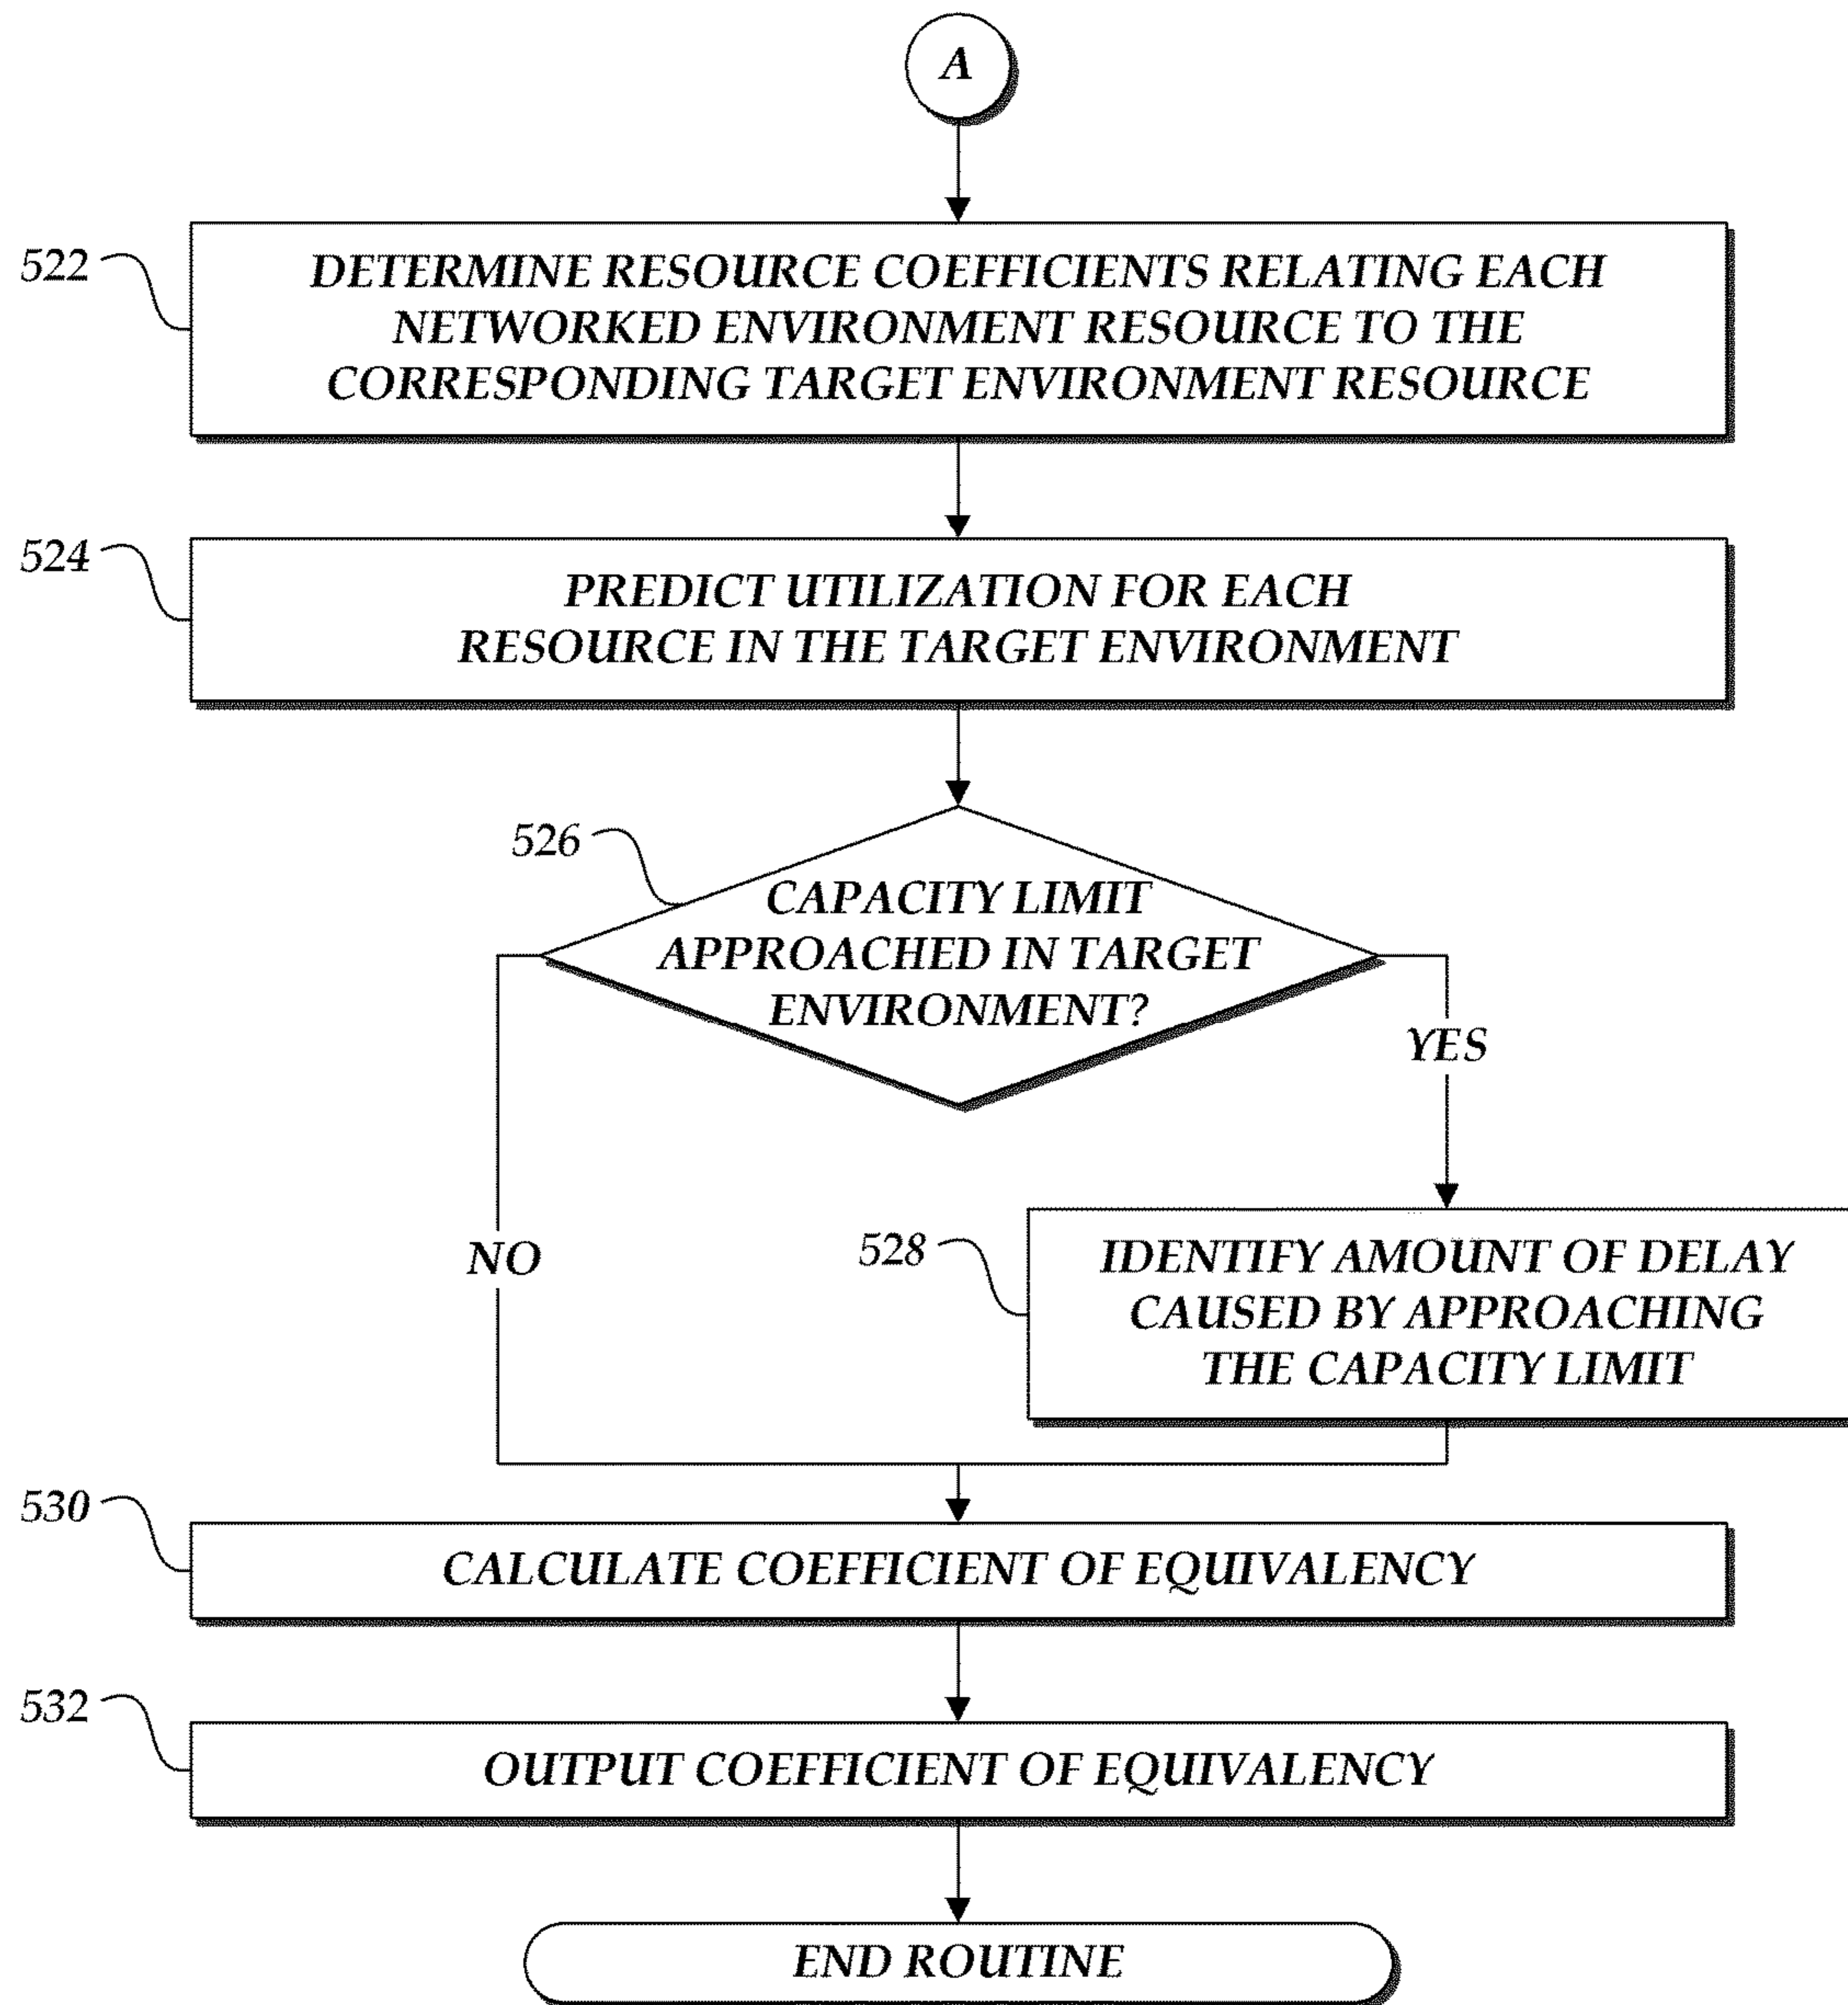 A
522
DETERMINE RESOURCE COEFFICIENTS RELATING EACH
NETWORKED ENVIRONMENT RESOURCE TO THE
CORRESPONDING TARGET ENVIRONMENT RESOURCE
524
PREDICT UTILIZATION FOR EACH
RESOURCE IN THE TARGET ENVIRONMENT
526
CAPACITY LIMIT
APPROACHED IN TARGET
ENVIRONMENT?
YES
NO
528
IDENTIFY AMOUNT OF DELAY
CAUSED BY APPROACHING
THE CAPACITY LIMIT
530
CALCULATE COEFFICIENT OF EQUIVALENCY
532
OUTPUT COEFFICIENT OF EQUIVALENCY
END ROUTINE